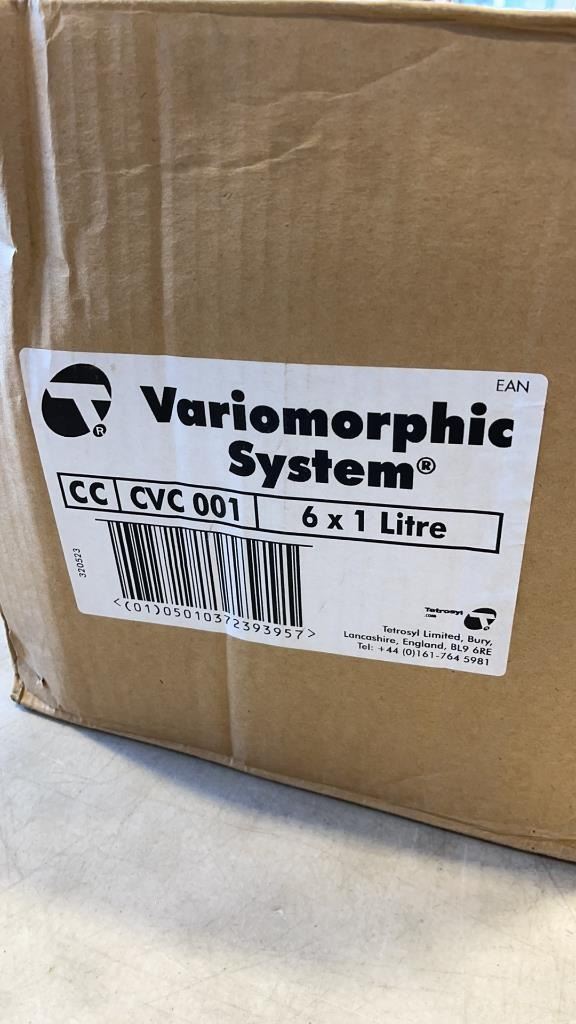 EAN
T®
Variomorphic
System®
CC CVC 001 6 x 1 Litre
320523
<(01)05010372393957>
Tetrosyl
.COM
Tetrosyl Limited, Bury,
Lancashire, England, BL9 6RE
Tel: +44 (0)161-764 5981